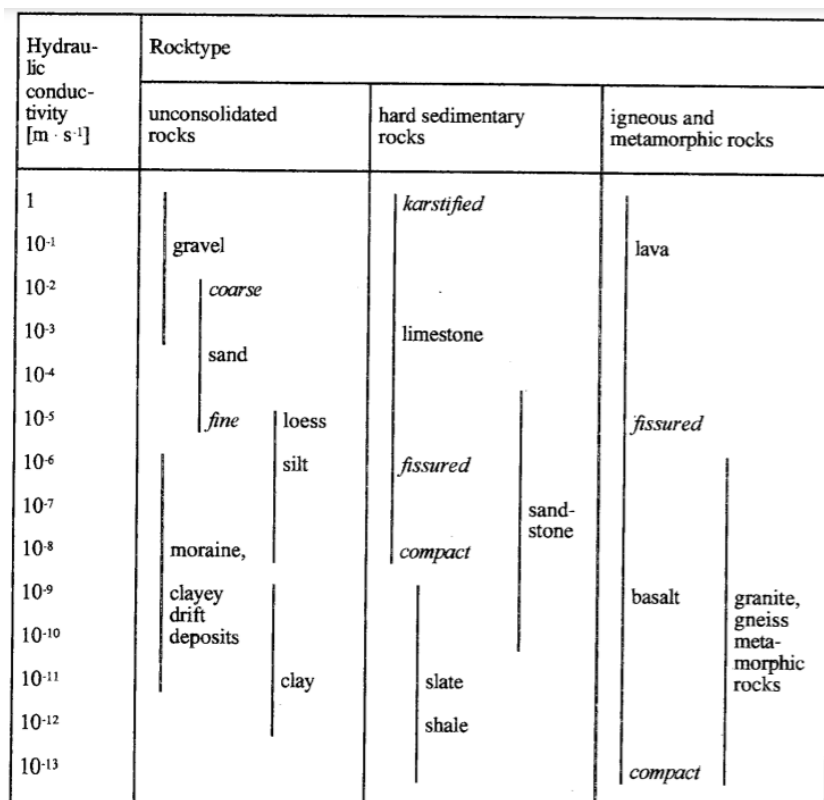 Hydrau-
lic
conduc-
tivity
[m · s⁻¹]
Rocktype
unconsolidated
rocks
hard sedimentary
rocks
igneous and
metamorphic rocks
1
10⁻¹
10⁻²
10⁻³
10⁻⁴
10⁻⁵
10⁻⁶
10⁻⁷
10⁻⁸
10⁻⁹
10⁻¹⁰
10⁻¹¹
10⁻¹²
10⁻¹³
gravel
coarse
sand
fine
loess
silt
moraine,
clayey
drift
deposits
clay
karstified
limestone
fissured
compact
sand-
stone
slate
shale
lava
fissured
basalt
compact
granite,
gneiss
meta-
morphic
rocks